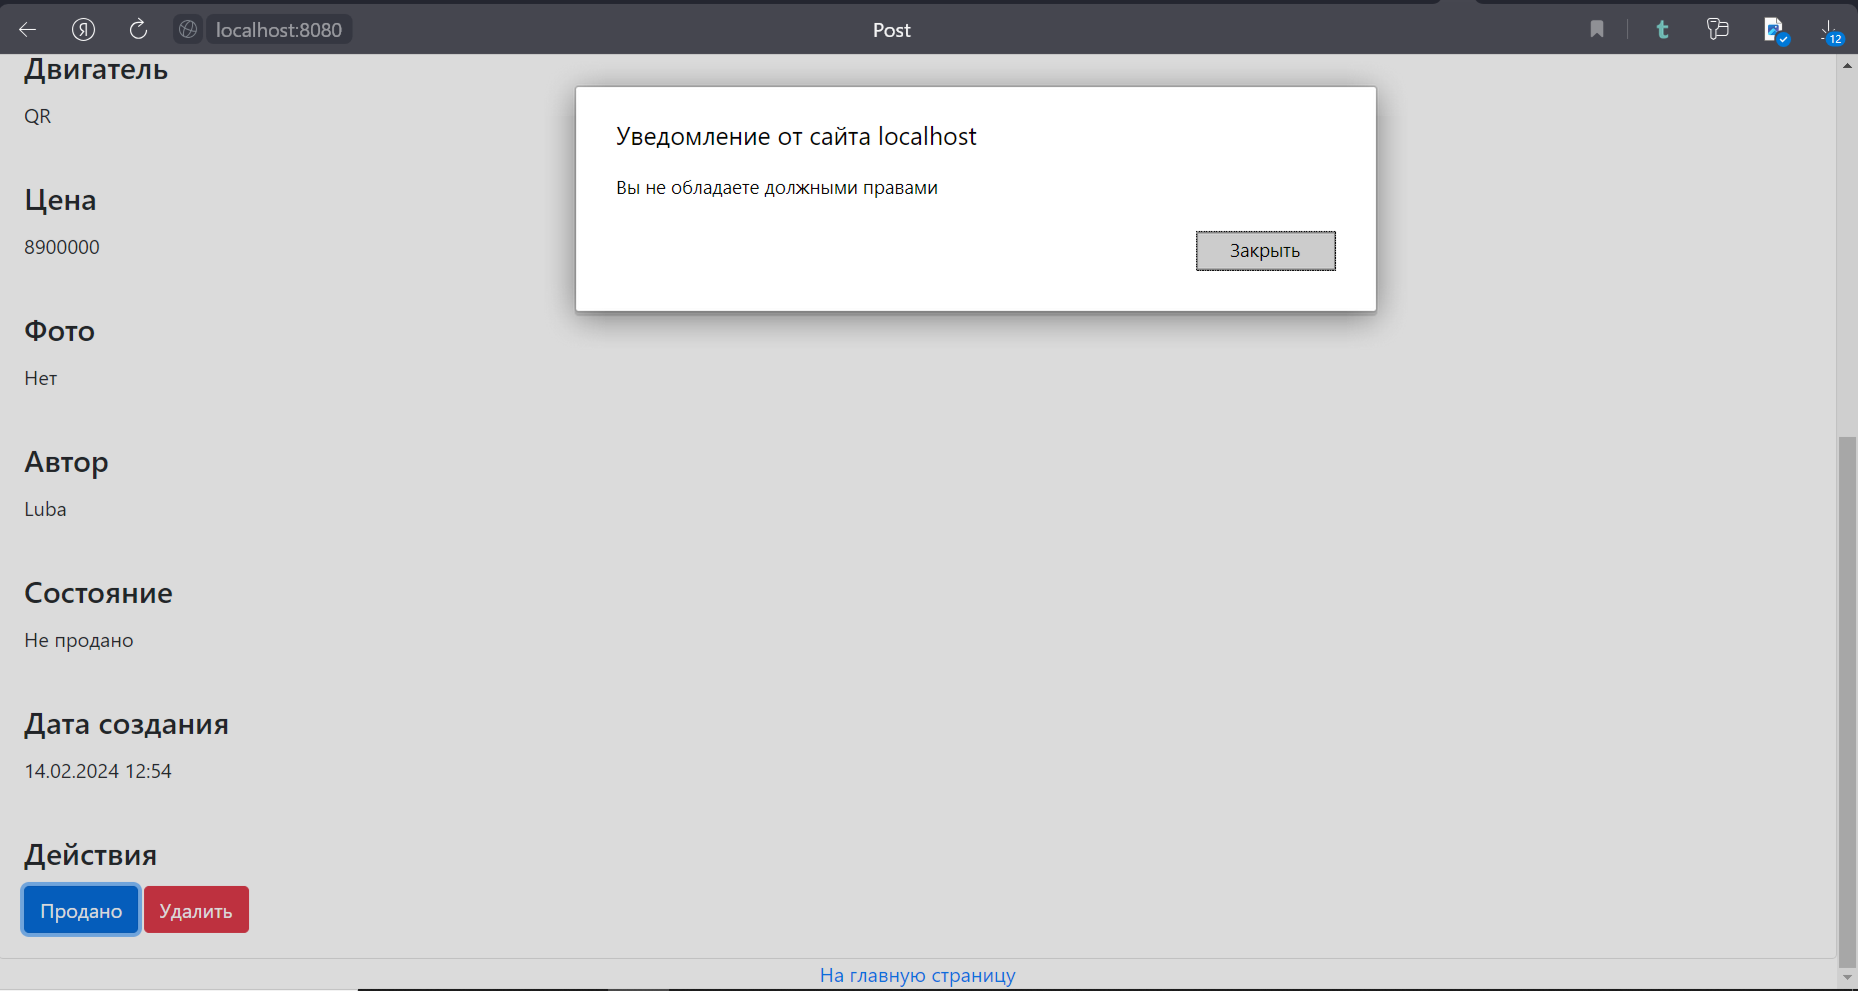 localhost:8080
Post
12
Двигатель
QR
Уведомление от сайта localhost
Вы не обладаете должными правами
Закрыть
Цена
8900000
Фото
Нет
Автор
Luba
Состояние
Не продано
Дата создания
14.02.2024 12:54
Действия
Продано Удалить
На главную страницу